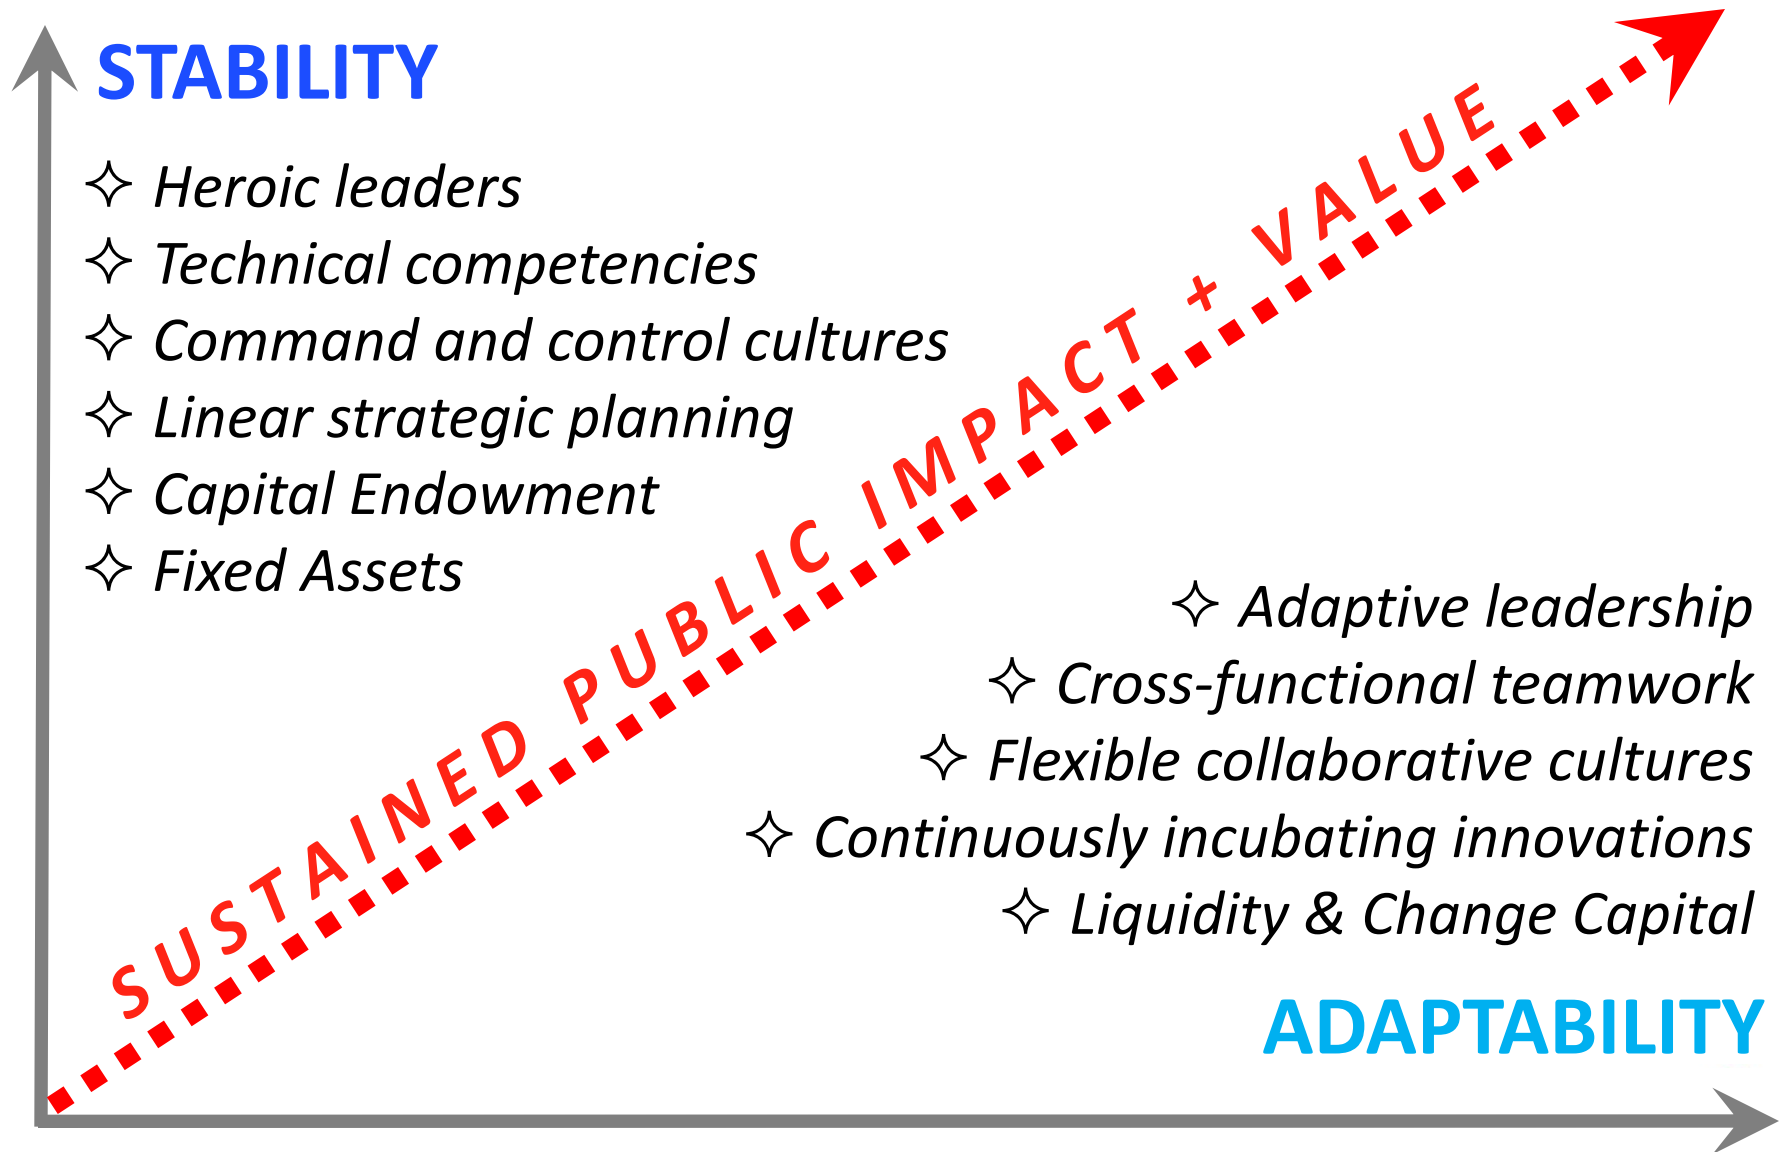 STABILITY
Heroic leaders
Technical competencies
Command and control cultures
Linear strategic planning
Capital Endowment
Fixed Assets
SUSTAINED PUBLIC IMPACT + VALUE
Adaptive leadership
Cross-functional teamwork
Flexible collaborative cultures
Continuously incubating innovations
Liquidity & Change Capital
ADAPTABILITY